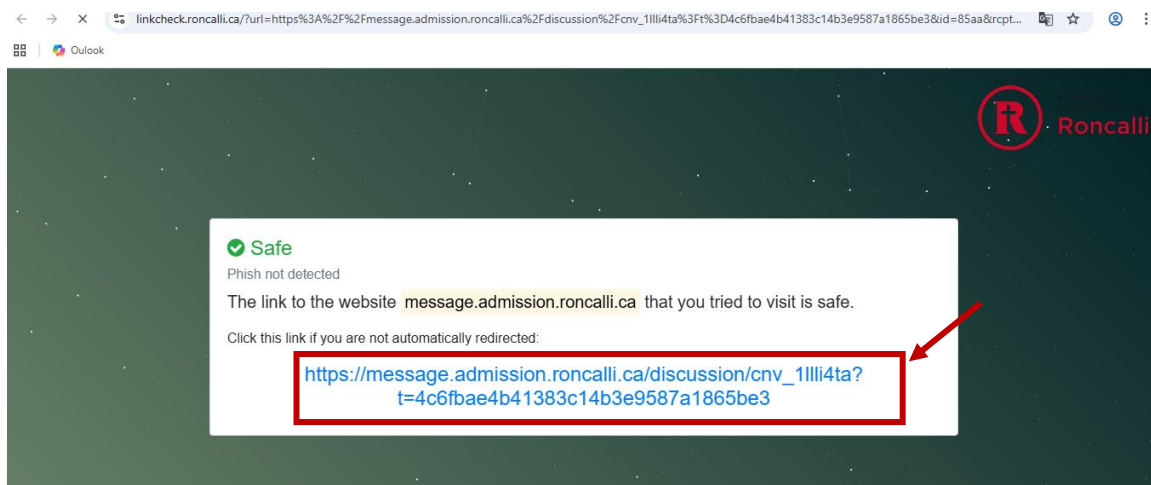 linkcheck.roncalli.ca/?url=https%3A%2F%2Fmessage.admission.roncalli.ca%2Fdiscussion%2Fcnv_1Illi4ta%3Ft%3D4c6fbae4b41383c14b3e9587a1865be3&id=85aa&rcpt...
Oulook
Roncalli
Safe
Phish not detected
The link to the website message.admission.roncalli.ca that you tried to visit is safe.
Click this link if you are not automatically redirected:
https://message.admission.roncalli.ca/discussion/cnv_1Illi4ta?
t=4c6fbae4b41383c14b3e9587a1865be3